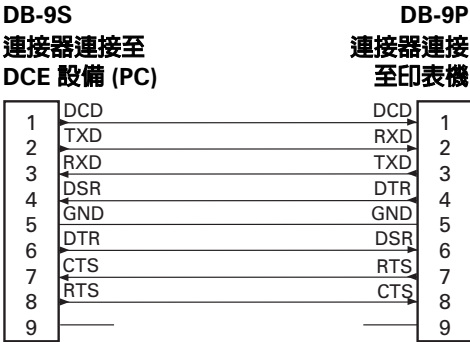 DB-9S
連接器連接至
DCE 設備 (PC)
DB-9P
連接器連接
至印表機
1 DCD DCD 1
2 TXD RXD 2
3 RXD TXD 3
4 DSR DTR 4
5 GND GND 5
6 DTR DSR 6
7 CTS RTS 7
8 RTS CTS 8
9 9